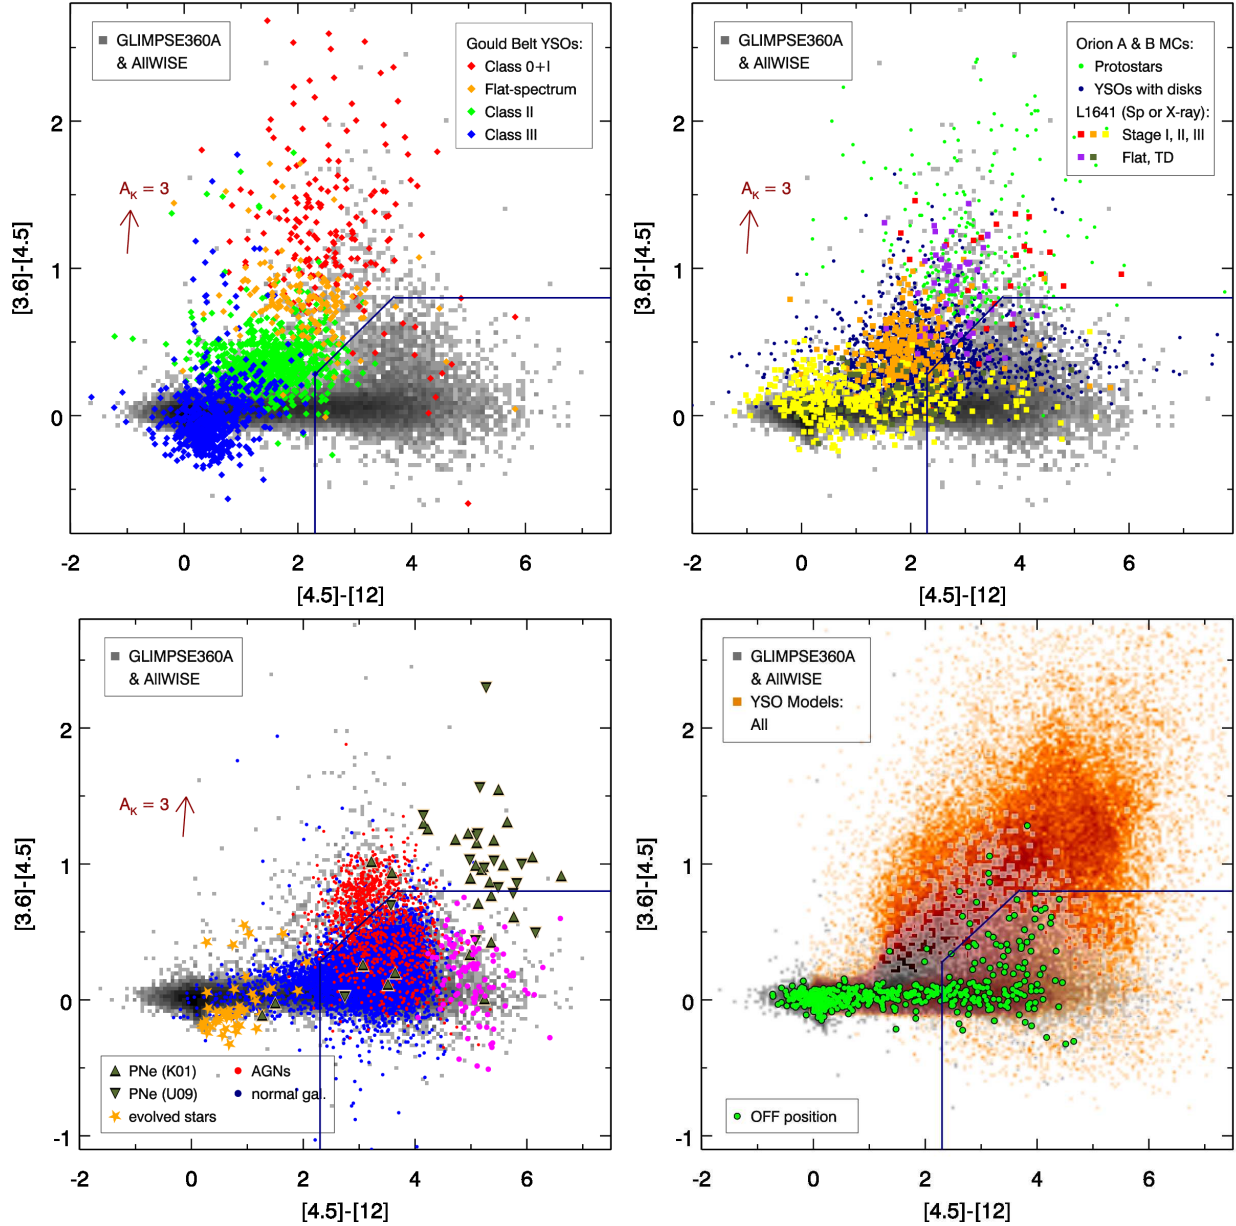 GLIMPSE360A
& AllWISE
Gould Belt YSOs:
Class 0+I
Flat-spectrum
Class II
Class III
A_K = 3
2
1
0
[3.6]-[4.5]
-2 0 2 4 6
[4.5]-[12]
GLIMPSE360A
& AllWISE
Orion A & B MCs:
Protostars
YSOs with disks
L1641 (Sp or X-ray):
Stage I, II, III
Flat, TD
A_K = 3
2
1
0
[3.6]-[4.5]
-2 0 2 4 6
[4.5]-[12]
GLIMPSE360A
& AllWISE
A_K = 3
2
1
0
-1
[3.6]-[4.5]
PNe (K01)
PNe (U09)
evolved stars
AGNs
normal gal.
-2 0 2 4 6
[4.5]-[12]
GLIMPSE360A
& AllWISE
YSO Models:
All
2
1
0
-1
[3.6]-[4.5]
OFF position
-2 0 2 4 6
[4.5]-[12]